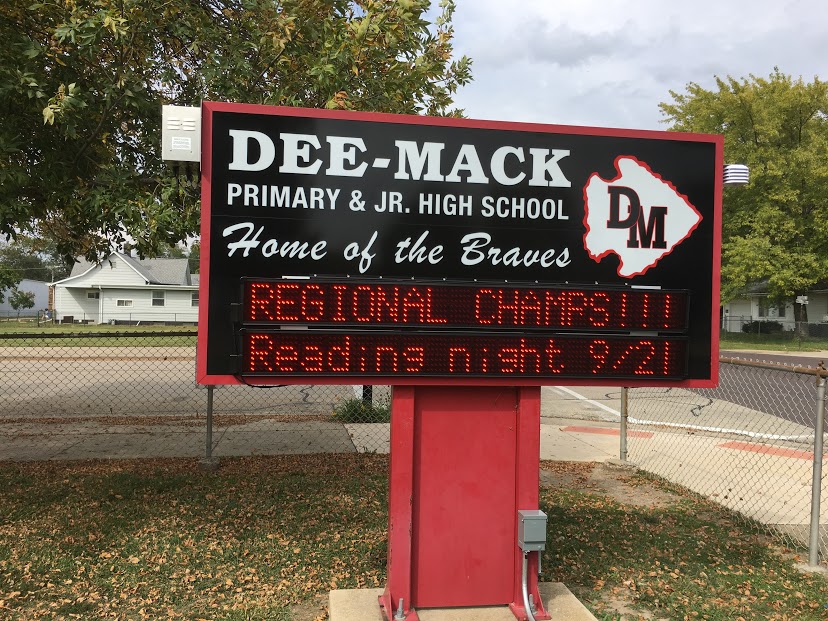 DEE-MACK
PRIMARY & JR. HIGH SCHOOL
Home of the Braves
DM
REGIONAL CHAMPS!!!
Reading night 9/21